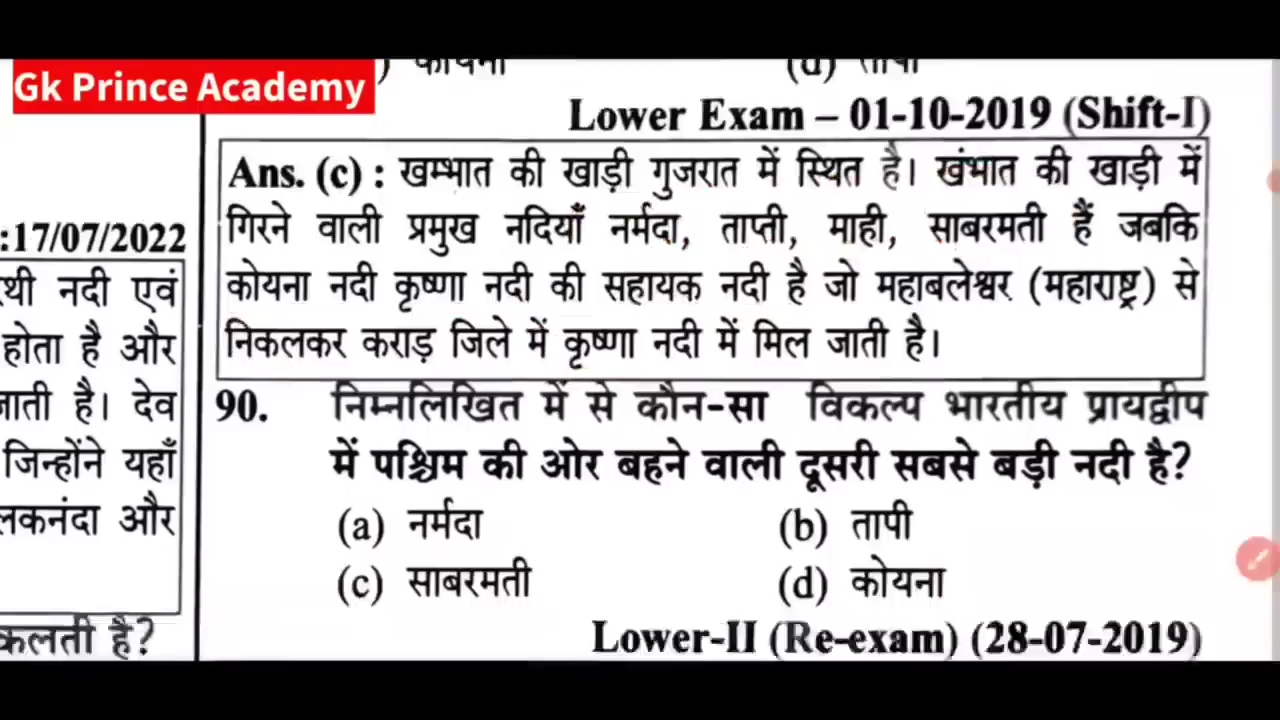 Gk Prince Academy
Lower Exam – 01-10-2019 (Shift-I)
Ans. (c) : खम्भात की खाड़ी गुजरात में स्थित है। खंभात की खाड़ी में
गिरने वाली प्रमुख नदियाँ नर्मदा, ताप्ती, माही, साबरमती हैं जबकि
कोयना नदी कृष्णा नदी की सहायक नदी है जो महाबलेश्वर (महाराष्ट्र) से
निकलकर कराड़ जिले में कृष्णा नदी में मिल जाती है।
90. निम्नलिखित में से कौन-सा विकल्प भारतीय प्रायद्वीप
में पश्चिम की ओर बहने वाली दूसरी सबसे बड़ी नदी है?
(a) नर्मदा (b) तापी
(c) साबरमती (d) कोयना
Lower-II (Re-exam) (28-07-2019)
:17/07/2022
नदी एवं
होता है और
है। देव
जिन्होंने यहाँ
और
है?